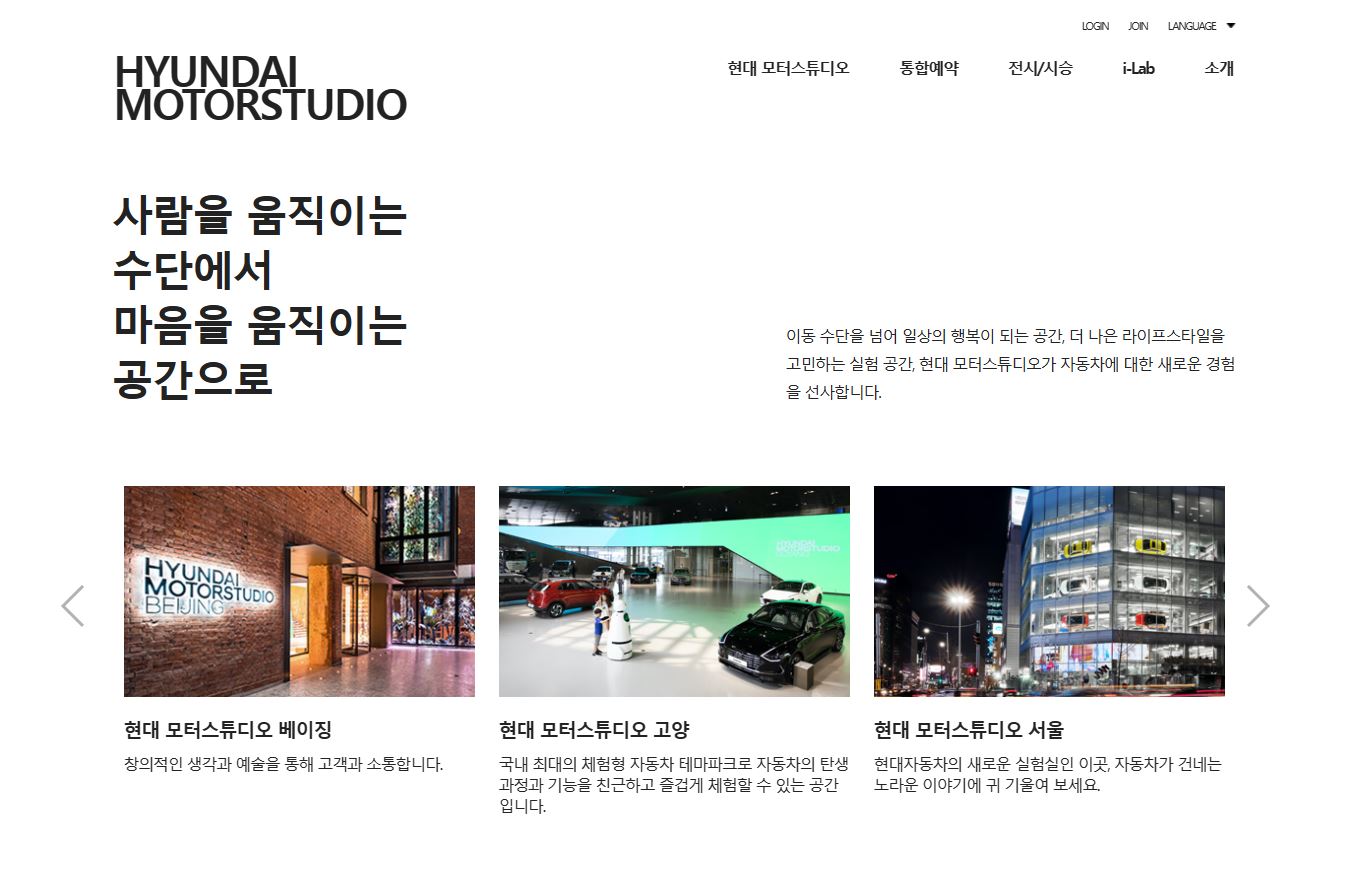 LOGIN JOIN LANGUAGE
HYUNDAI
MOTORSTUDIO
현대 모터스튜디오 통합예약 전시/시승 i-Lab 소개
사람을 움직이는
수단에서
마음을 움직이는
공간으로
이동 수단을 넘어 일상의 행복이 되는 공간, 더 나은 라이프스타일을
고민하는 실험 공간, 현대 모터스튜디오가 자동차에 대한 새로운 경험
을 선사합니다.
HYUNDAI
MOTORSTUDIO
BEIJING
HYUNDAI
MOTORSTUDIO
현대 모터스튜디오 베이징
창의적인 생각과 예술을 통해 고객과 소통합니다.
현대 모터스튜디오 고양
국내 최대의 체험형 자동차 테마파크로 자동차의 탄생
과정과 기능을 친근하고 즐겁게 체험할 수 있는 공간
입니다.
현대 모터스튜디오 서울
현대자동차의 새로운 실험실인 이곳, 자동차가 건네는
노라운 이야기에 귀 기울여 보세요.